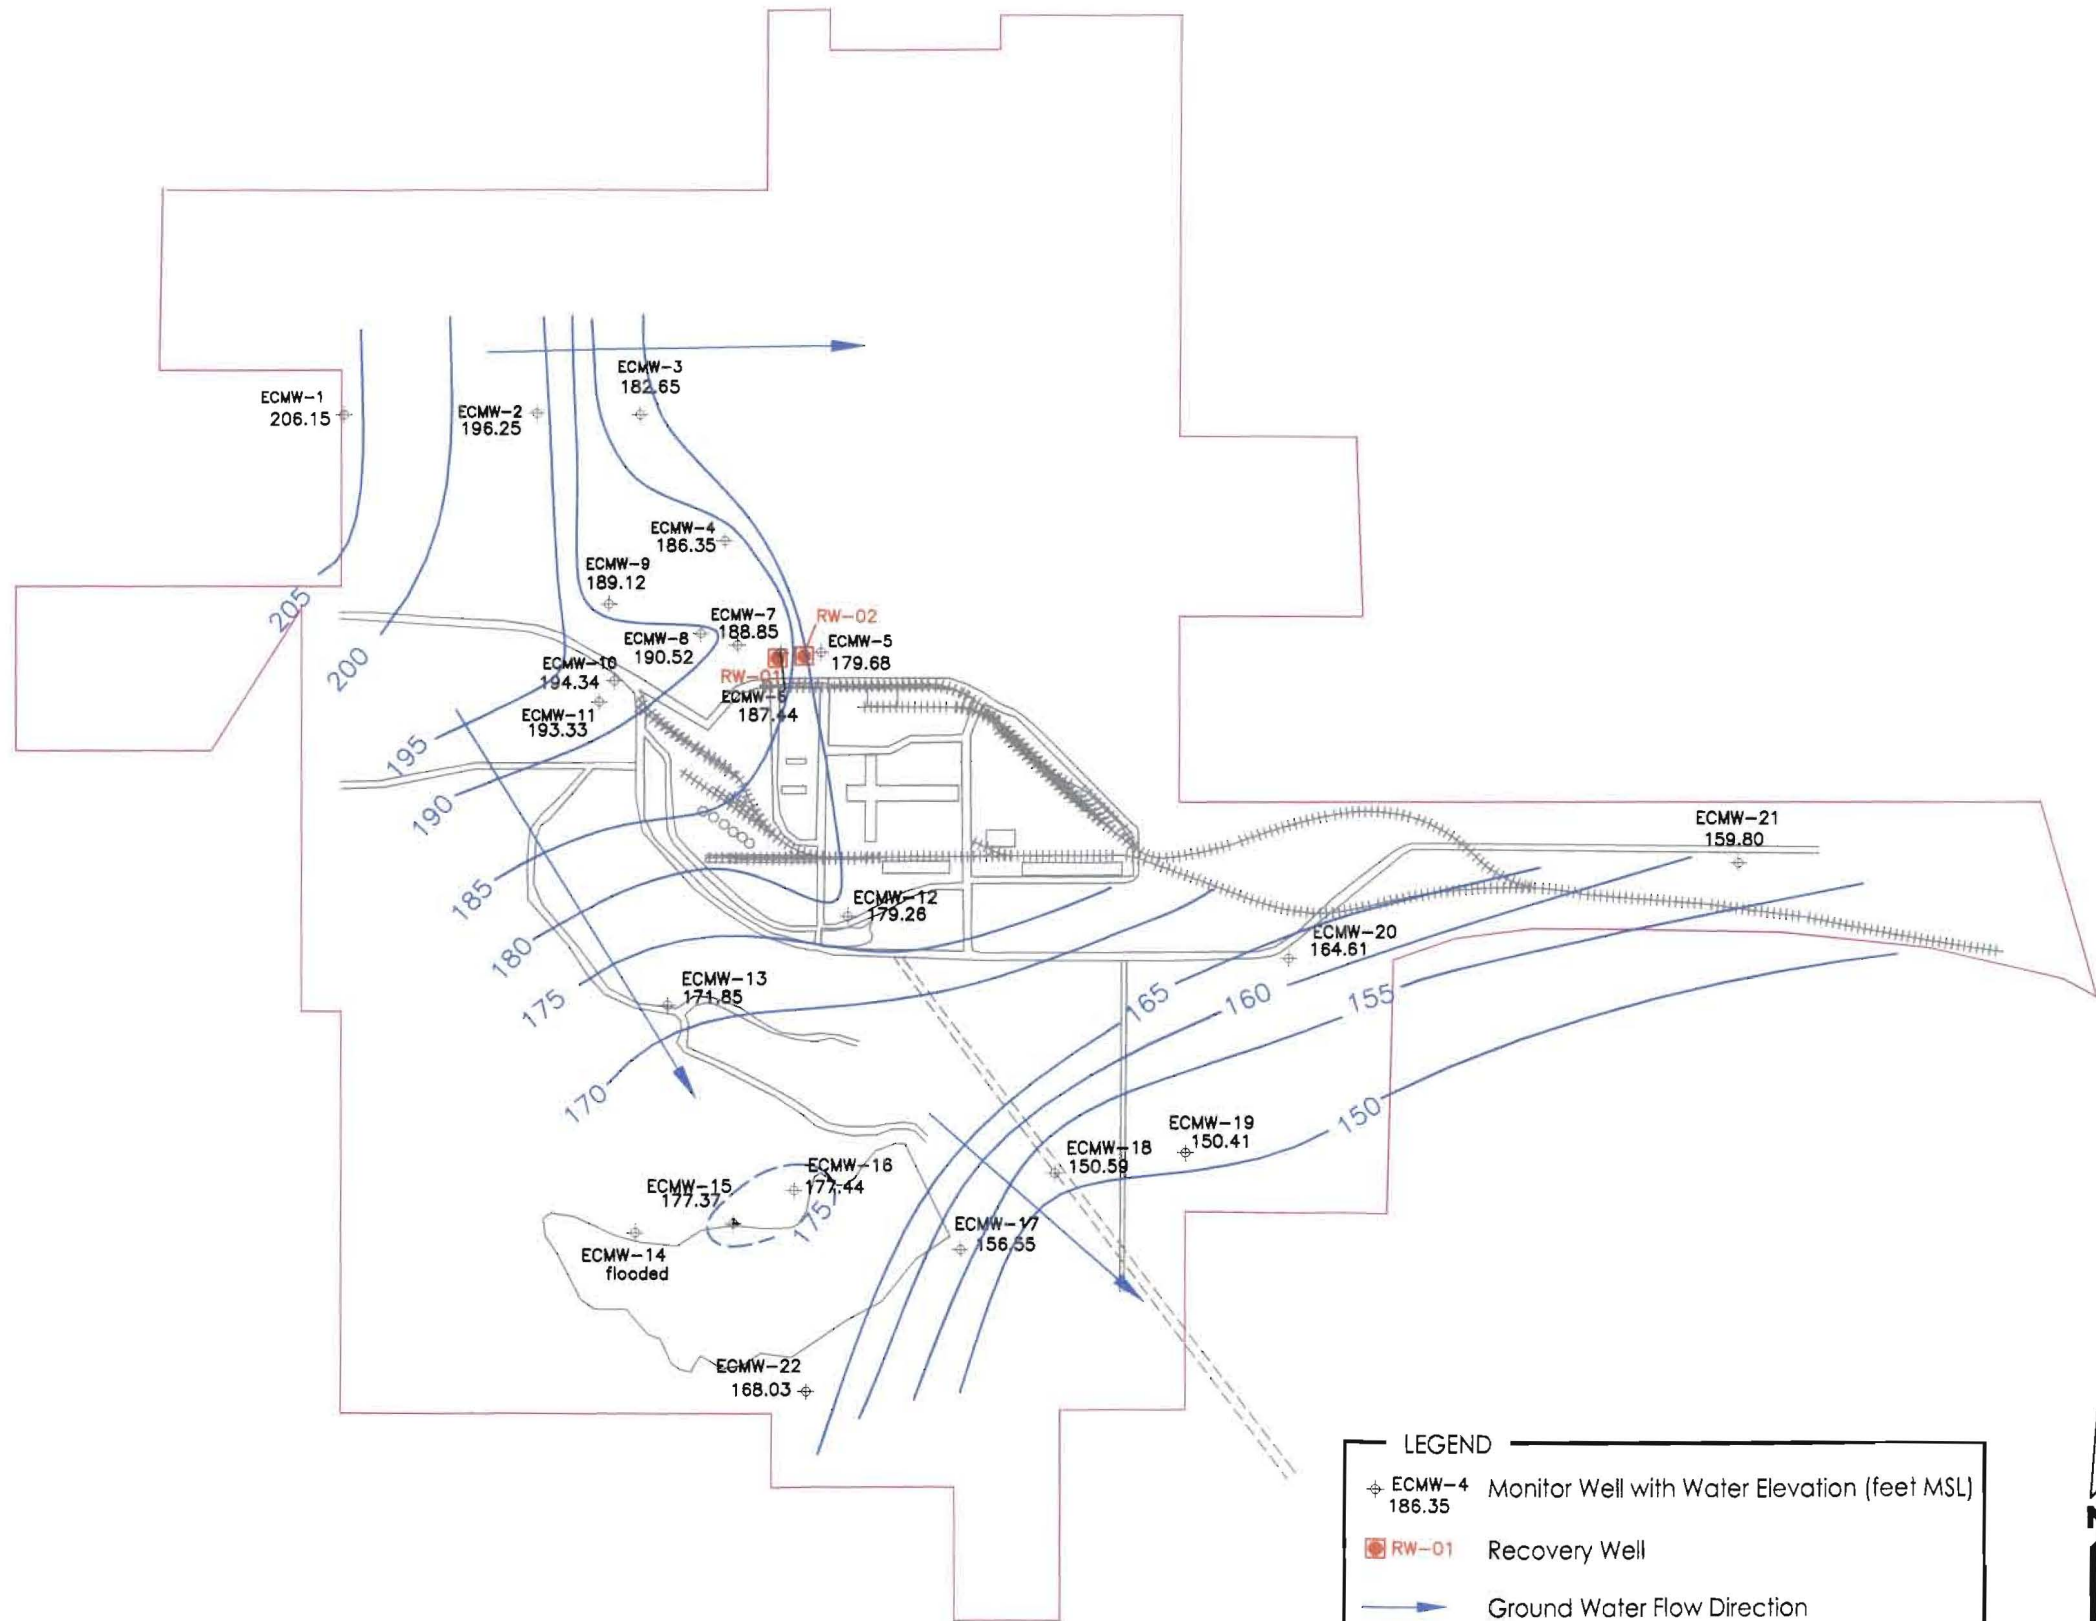 ECMW-3
182.65
ECMW-1
206.15
ECMW-2
196.25
ECMW-4
186.35
ECMW-9
189.12
205
ECMW-7
188.85
RW-02
ECMW-8
190.52
ECMW-5
179.68
200
ECMW-10
194.34
RW-01
ECMW-6
187.44
ECMW-11
193.33
195
190
ECMW-21
159.80
185
ECMW-12
179.26
180
ECMW-20
164.61
175
ECMW-13
171.85
165
160
155
170
150
ECMW-19
150.41
ECMW-18
150.59
ECMW-16
177.44
ECMW-15
177.37
175
ECMW-17
156.55
ECMW-14
flooded
ECMW-22
168.03
LEGEND
ECMW-4 Monitor Well with Water Elevation (feet MSL)
186.35
RW-01 Recovery Well
Ground Water Flow Direction